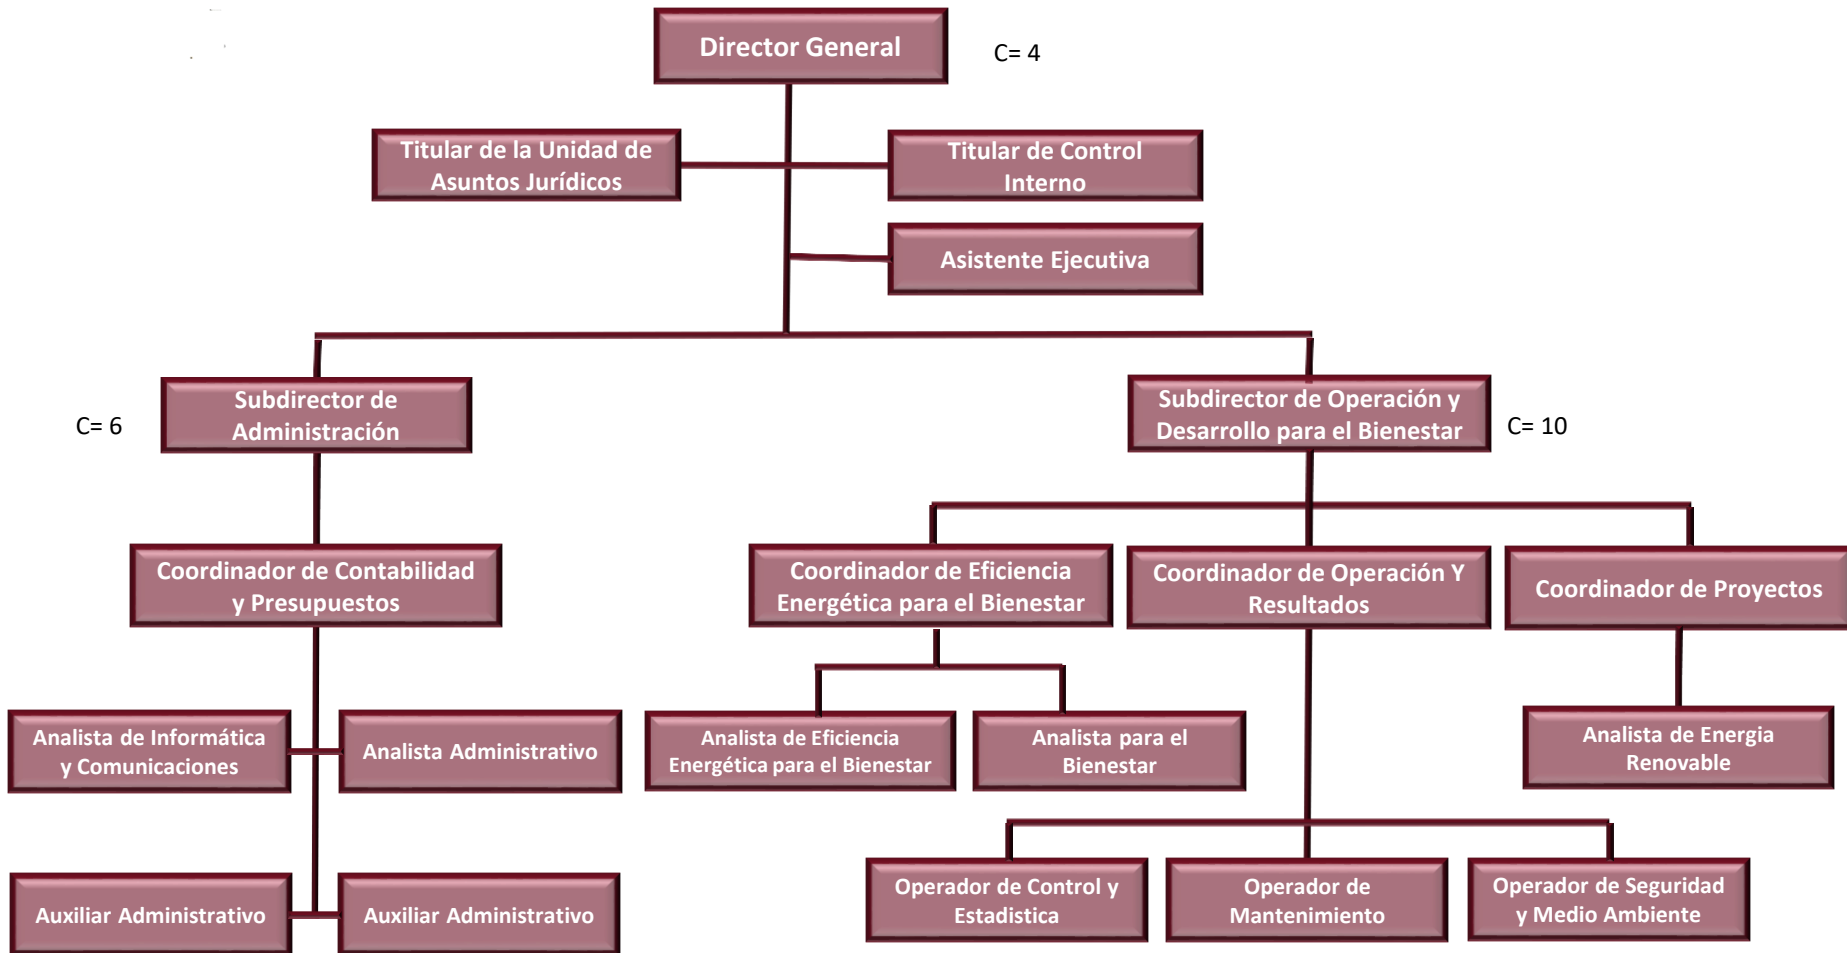 Director General
C= 4
Titular de la Unidad de
Asuntos Jurídicos
Titular de Control
Interno
Asistente Ejecutiva
Subdirector de
Administración
C= 6
Subdirector de Operación y
Desarrollo para el Bienestar
C= 10
Coordinador de Contabilidad
y Presupuestos
Coordinador de Eficiencia
Energética para el Bienestar
Coordinador de Operación Y
Resultados
Coordinador de Proyectos
Analista de Informática
y Comunicaciones
Analista Administrativo
Analista de Eficiencia
Energética para el Bienestar
Analista para el
Bienestar
Analista de Energia
Renovable
Auxiliar Administrativo
Auxiliar Administrativo
Operador de Control y
Estadistica
Operador de
Mantenimiento
Operador de Seguridad
y Medio Ambiente